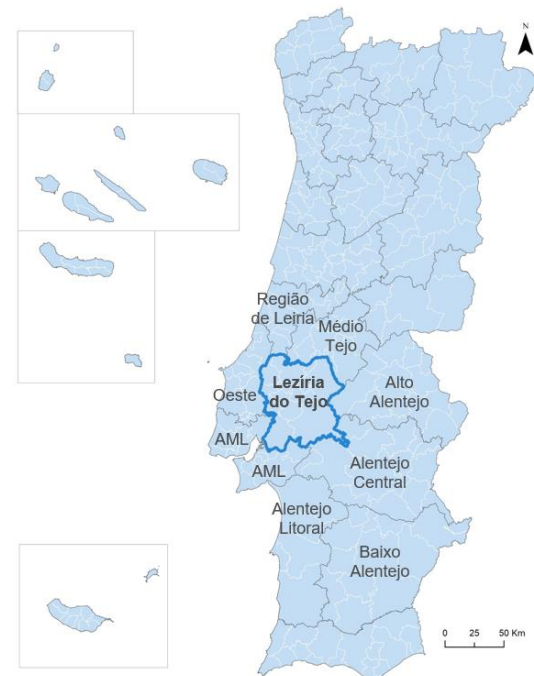 N
Região
de Leiria
Médio
Tejo
Lezíria
do Tejo
Oeste
Alto
Alentejo
AML
AML
Alentejo
Central
Alentejo
Litoral
Baixo
Alentejo
0 25 50 Km